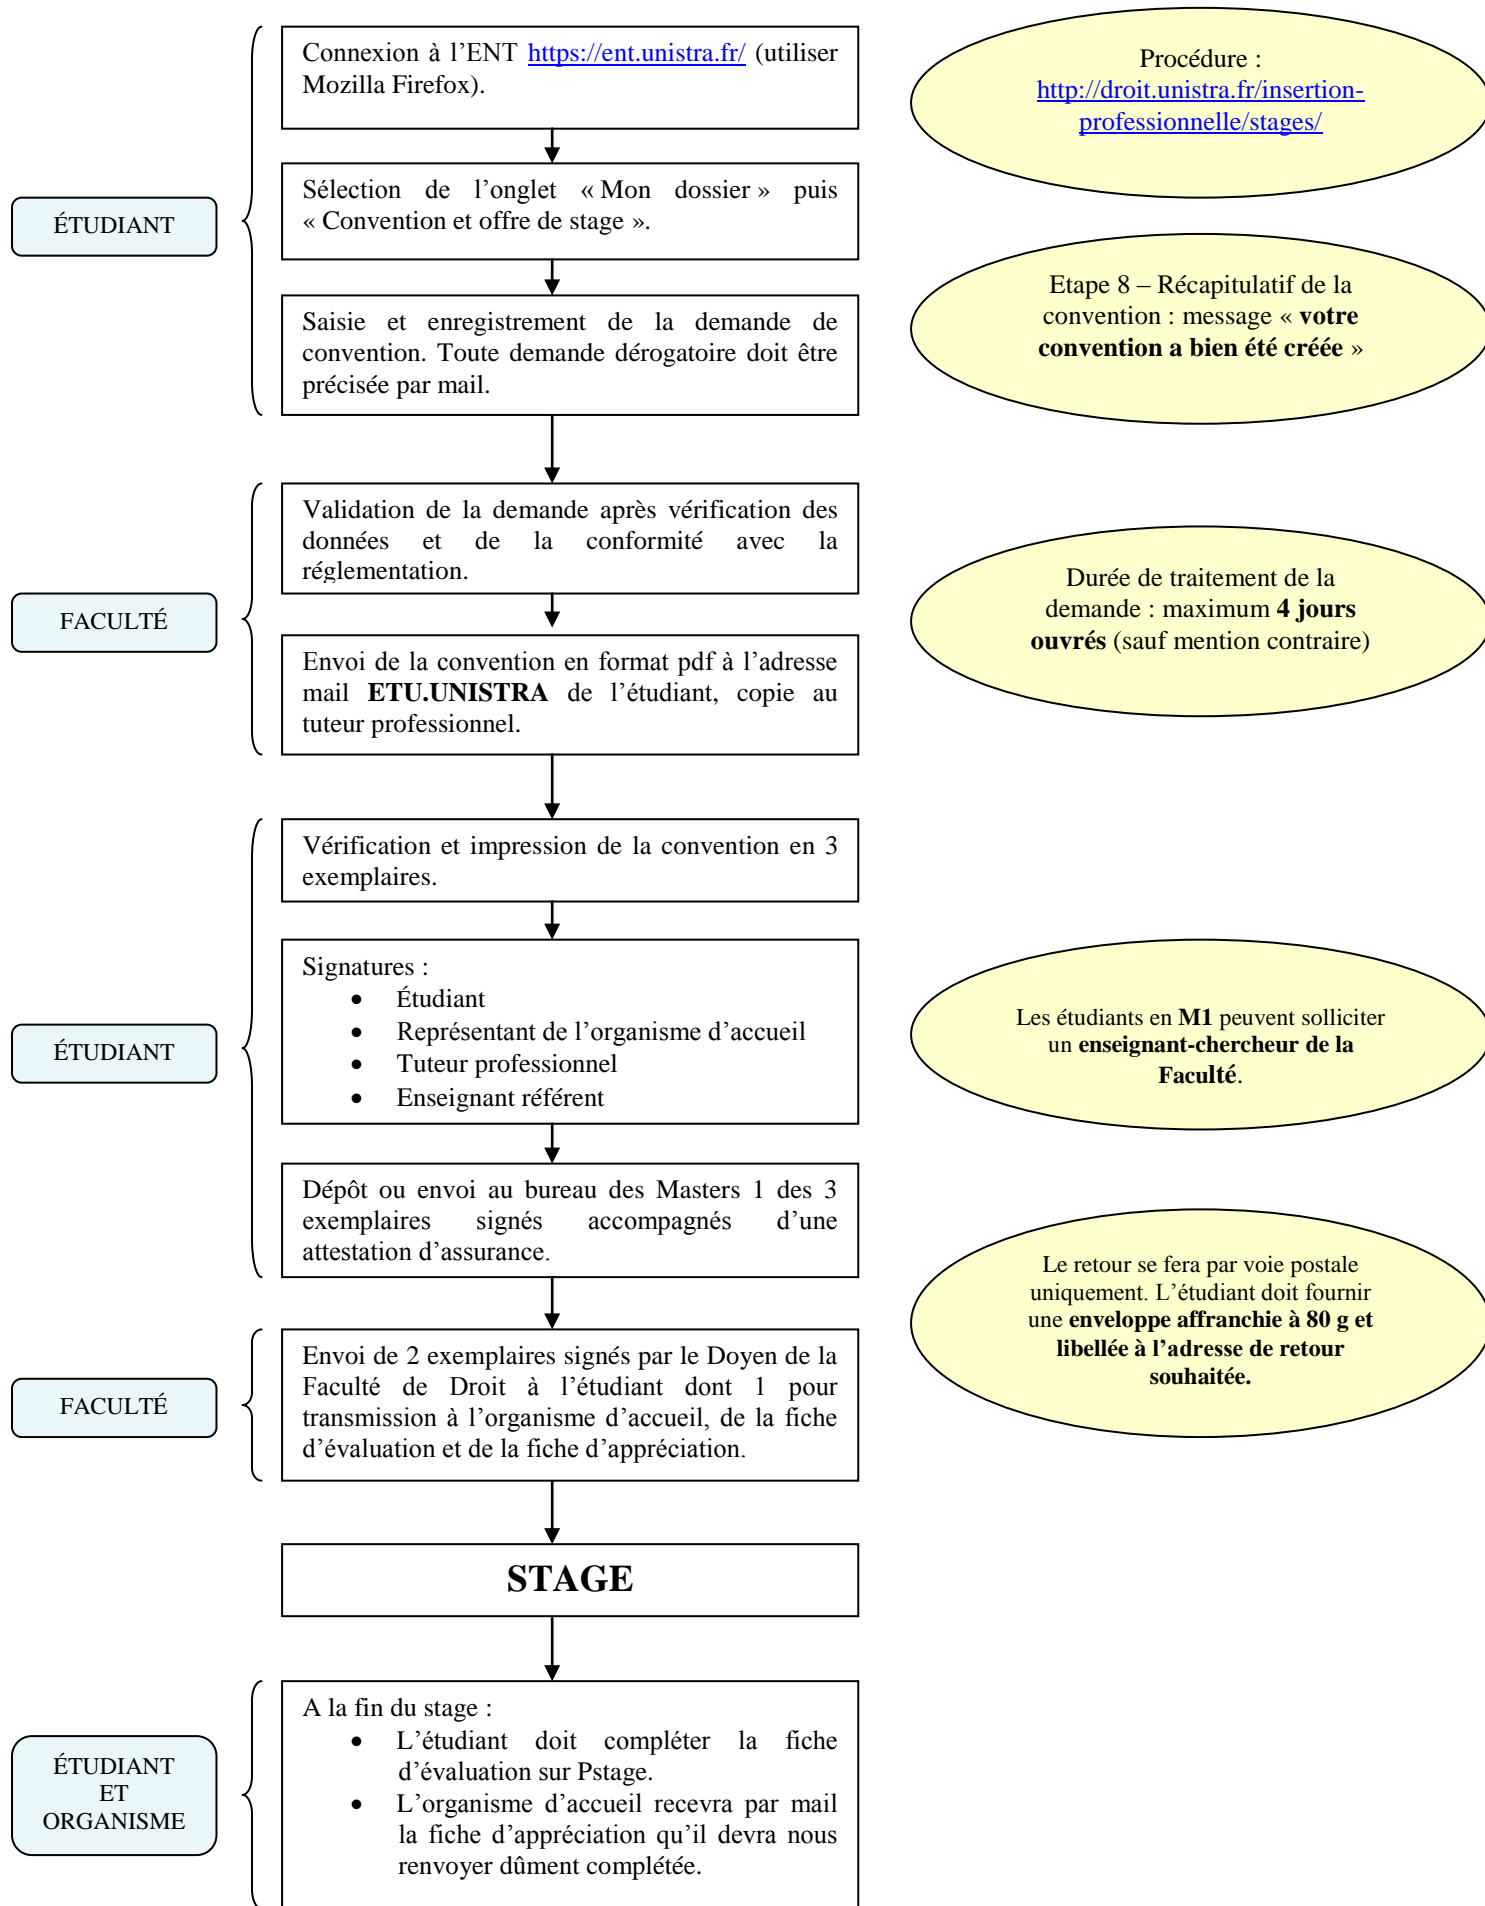 Connexion à l’ENT https://ent.unistra.fr/ (utiliser
Mozilla Firefox).
Procédure :
http://droit.unistra.fr/insertion-
professionnelle/stages/
ÉTUDIANT
Sélection de l’onglet « Mon dossier » puis
« Convention et offre de stage ».
Saisie et enregistrement de la demande de
convention. Toute demande dérogatoire doit être
précisée par mail.
Etape 8 – Récapitulatif de la
convention : message « votre
convention a bien été créée »
FACULTÉ
Validation de la demande après vérification des
données et de la conformité avec la
réglementation.
Envoi de la convention en format pdf à l’adresse
mail ETU.UNISTRA de l’étudiant, copie au
tuteur professionnel.
Durée de traitement de la
demande : maximum 4 jours
ouvrés (sauf mention contraire)
ÉTUDIANT
Vérification et impression de la convention en 3
exemplaires.
Signatures :
• Étudiant
• Représentant de l’organisme d’accueil
• Tuteur professionnel
• Enseignant référent
Les étudiants en M1 peuvent solliciter
un enseignant-chercheur de la
Faculté.
Dépôt ou envoi au bureau des Masters 1 des 3
exemplaires signés accompagnés d’une
attestation d’assurance.
Le retour se fera par voie postale
uniquement. L’étudiant doit fournir
une enveloppe affranchie à 80 g et
libellée à l’adresse de retour
souhaitée.
FACULTÉ
Envoi de 2 exemplaires signés par le Doyen de la
Faculté de Droit à l’étudiant dont 1 pour
transmission à l’organisme d’accueil, de la fiche
d’évaluation et de la fiche d’appréciation.
STAGE
ÉTUDIANT
ET
ORGANISME
A la fin du stage :
• L’étudiant doit compléter la fiche
d’évaluation sur Pstage.
• L’organisme d’accueil recevra par mail
la fiche d’appréciation qu’il devra nous
renvoyer dûment complétée.